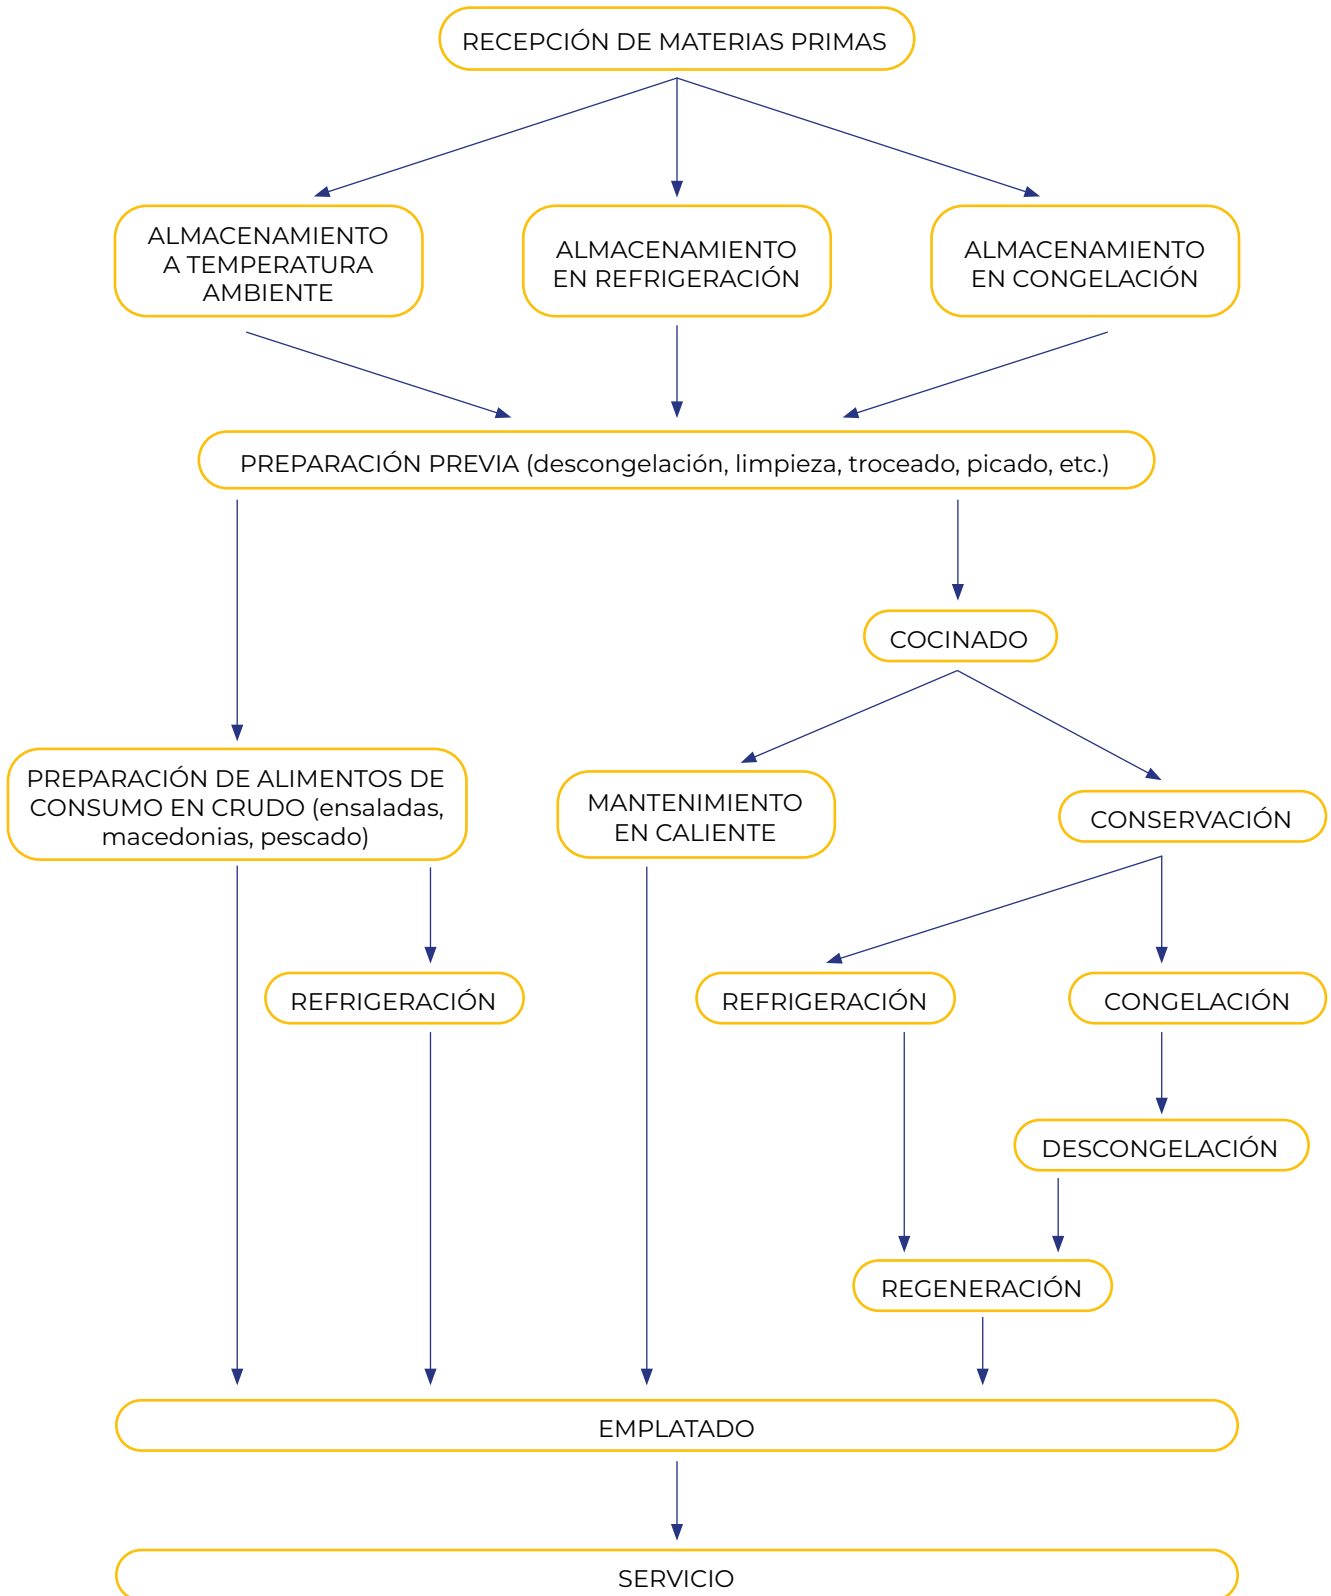 RECEPCIÓN DE MATERIAS PRIMAS
ALMACENAMIENTO
A TEMPERATURA
AMBIENTE
ALMACENAMIENTO
EN REFRIGERACIÓN
ALMACENAMIENTO
EN CONGELACIÓN
PREPARACIÓN PREVIA (descongelación, limpieza, troceado, picado, etc.)
COCINADO
PREPARACIÓN DE ALIMENTOS DE
CONSUMO EN CRUDO (ensaladas,
macedonias, pescado)
MANTENIMIENTO
EN CALIENTE
CONSERVACIÓN
REFRIGERACIÓN
REFRIGERACIÓN
CONGELACIÓN
DESCONGELACIÓN
REGENERACIÓN
EMPLATADO
SERVICIO